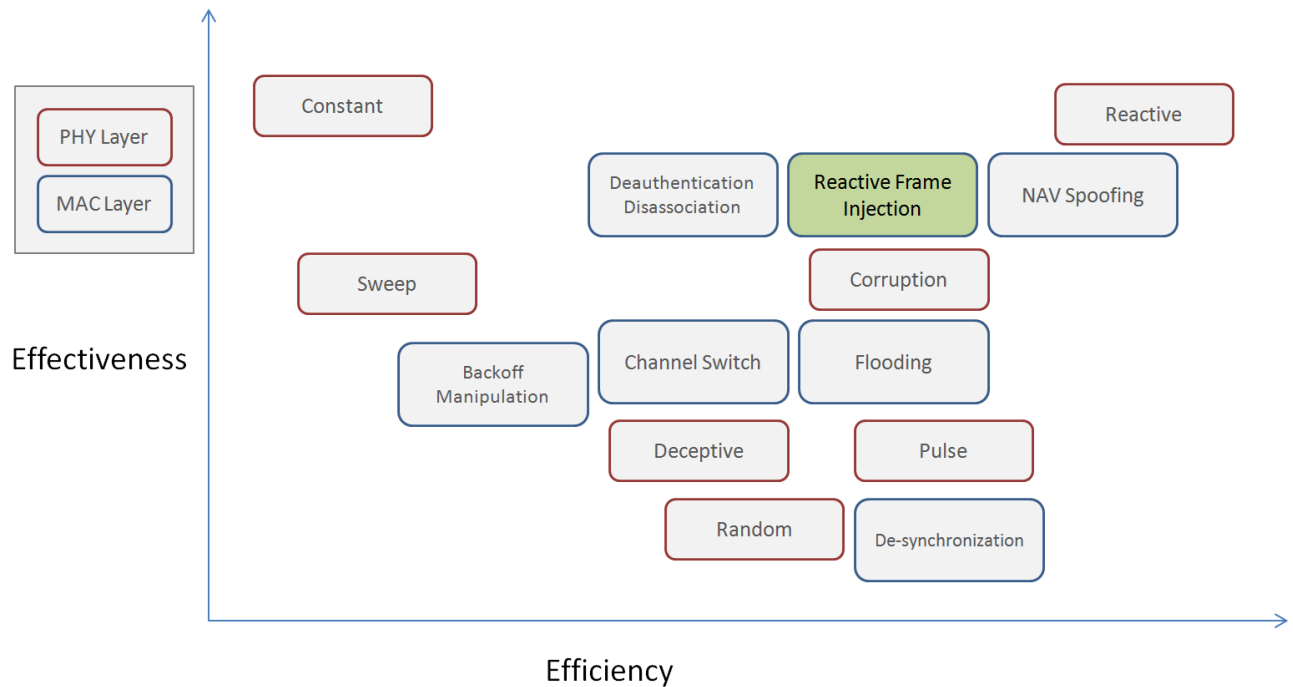 Constant
Reactive
PHY Layer
MAC Layer
Deauthentication
Disassociation
Reactive Frame
Injection
NAV Spoofing
Sweep
Corruption
Effectiveness
Backoff
Manipulation
Channel Switch
Flooding
Deceptive
Pulse
Random
De-synchronization
Efficiency